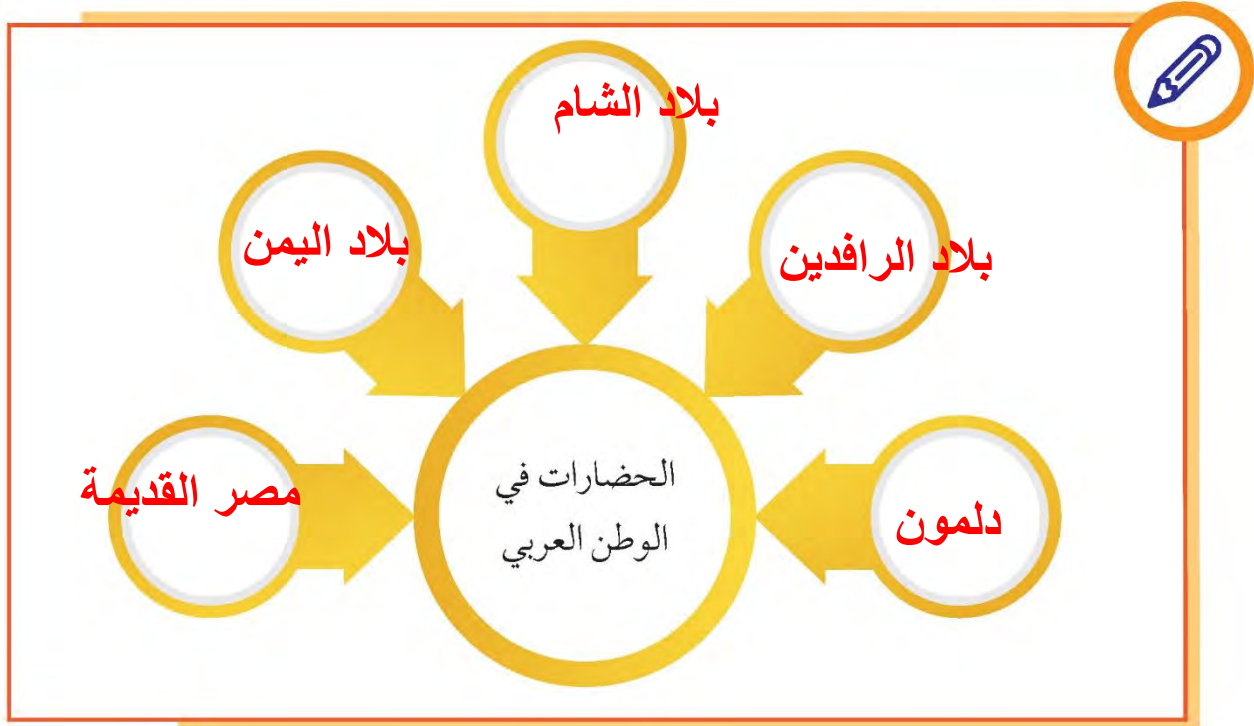 بلاد الشام
بلاد الرافدين
بلاد اليمن
دلمون
مصر القديمة
الحضارات في
الوطن العربي